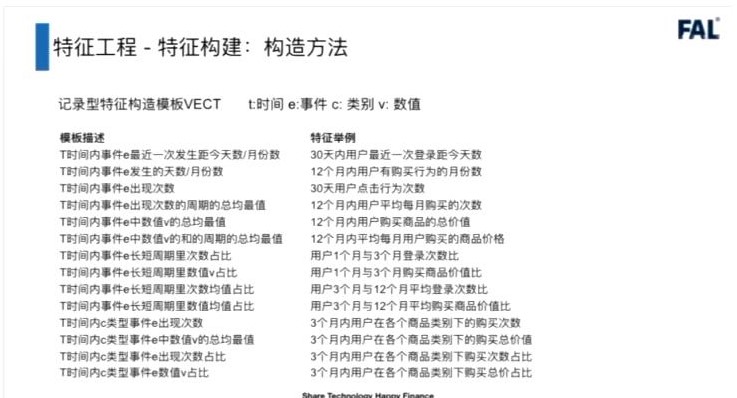 FAL
特征工程 - 特征构建：构造方法
记录型特征构造模板VECT t:时间 e:事件 c: 类别 v: 数值
模板描述 特征举例
T时间内事件e最近一次发生距今天数/月份数 30天内用户最近一次登录距今天数
T时间内事件e发生的天数/月份数 12个月内用户有购买行为的月份数
T时间内事件e出现次数 30天用户点击行为次数
T时间内事件e出现次数的周期的总均最值 12个月内用户平均每月购买的次数
T时间内事件e中数值v的总均最值 12个月内用户购买商品的总价值
T时间内事件e中数值v的和的周期的总均最值 12个月内平均每月用户购买的商品价格
T时间内事件e长短周期里次数占比 用户1个月与3个月登录次数比
T时间内事件e长短周期里数值v占比 用户1个月与3个月购买商品价值比
T时间内事件e长短周期里次数均值占比 用户3个月与12个月平均登录次数比
T时间内事件e长短周期里数值均值占比 用户3个月与12个月平均购买商品价值比
T时间内c类型事件e出现次数 3个月内用户在各个商品类别下的购买次数
T时间内c类型事件e中数值v的总均最值 3个月内用户在各个商品类别下的购买总价值
T时间内c类型事件e出现次数占比 3个月内用户在各个商品类别下购买次数占比
T时间内c类型事件e数值v占比 3个月内用户在各个商品类别下购买总价占比
Share Technology Happy Finance